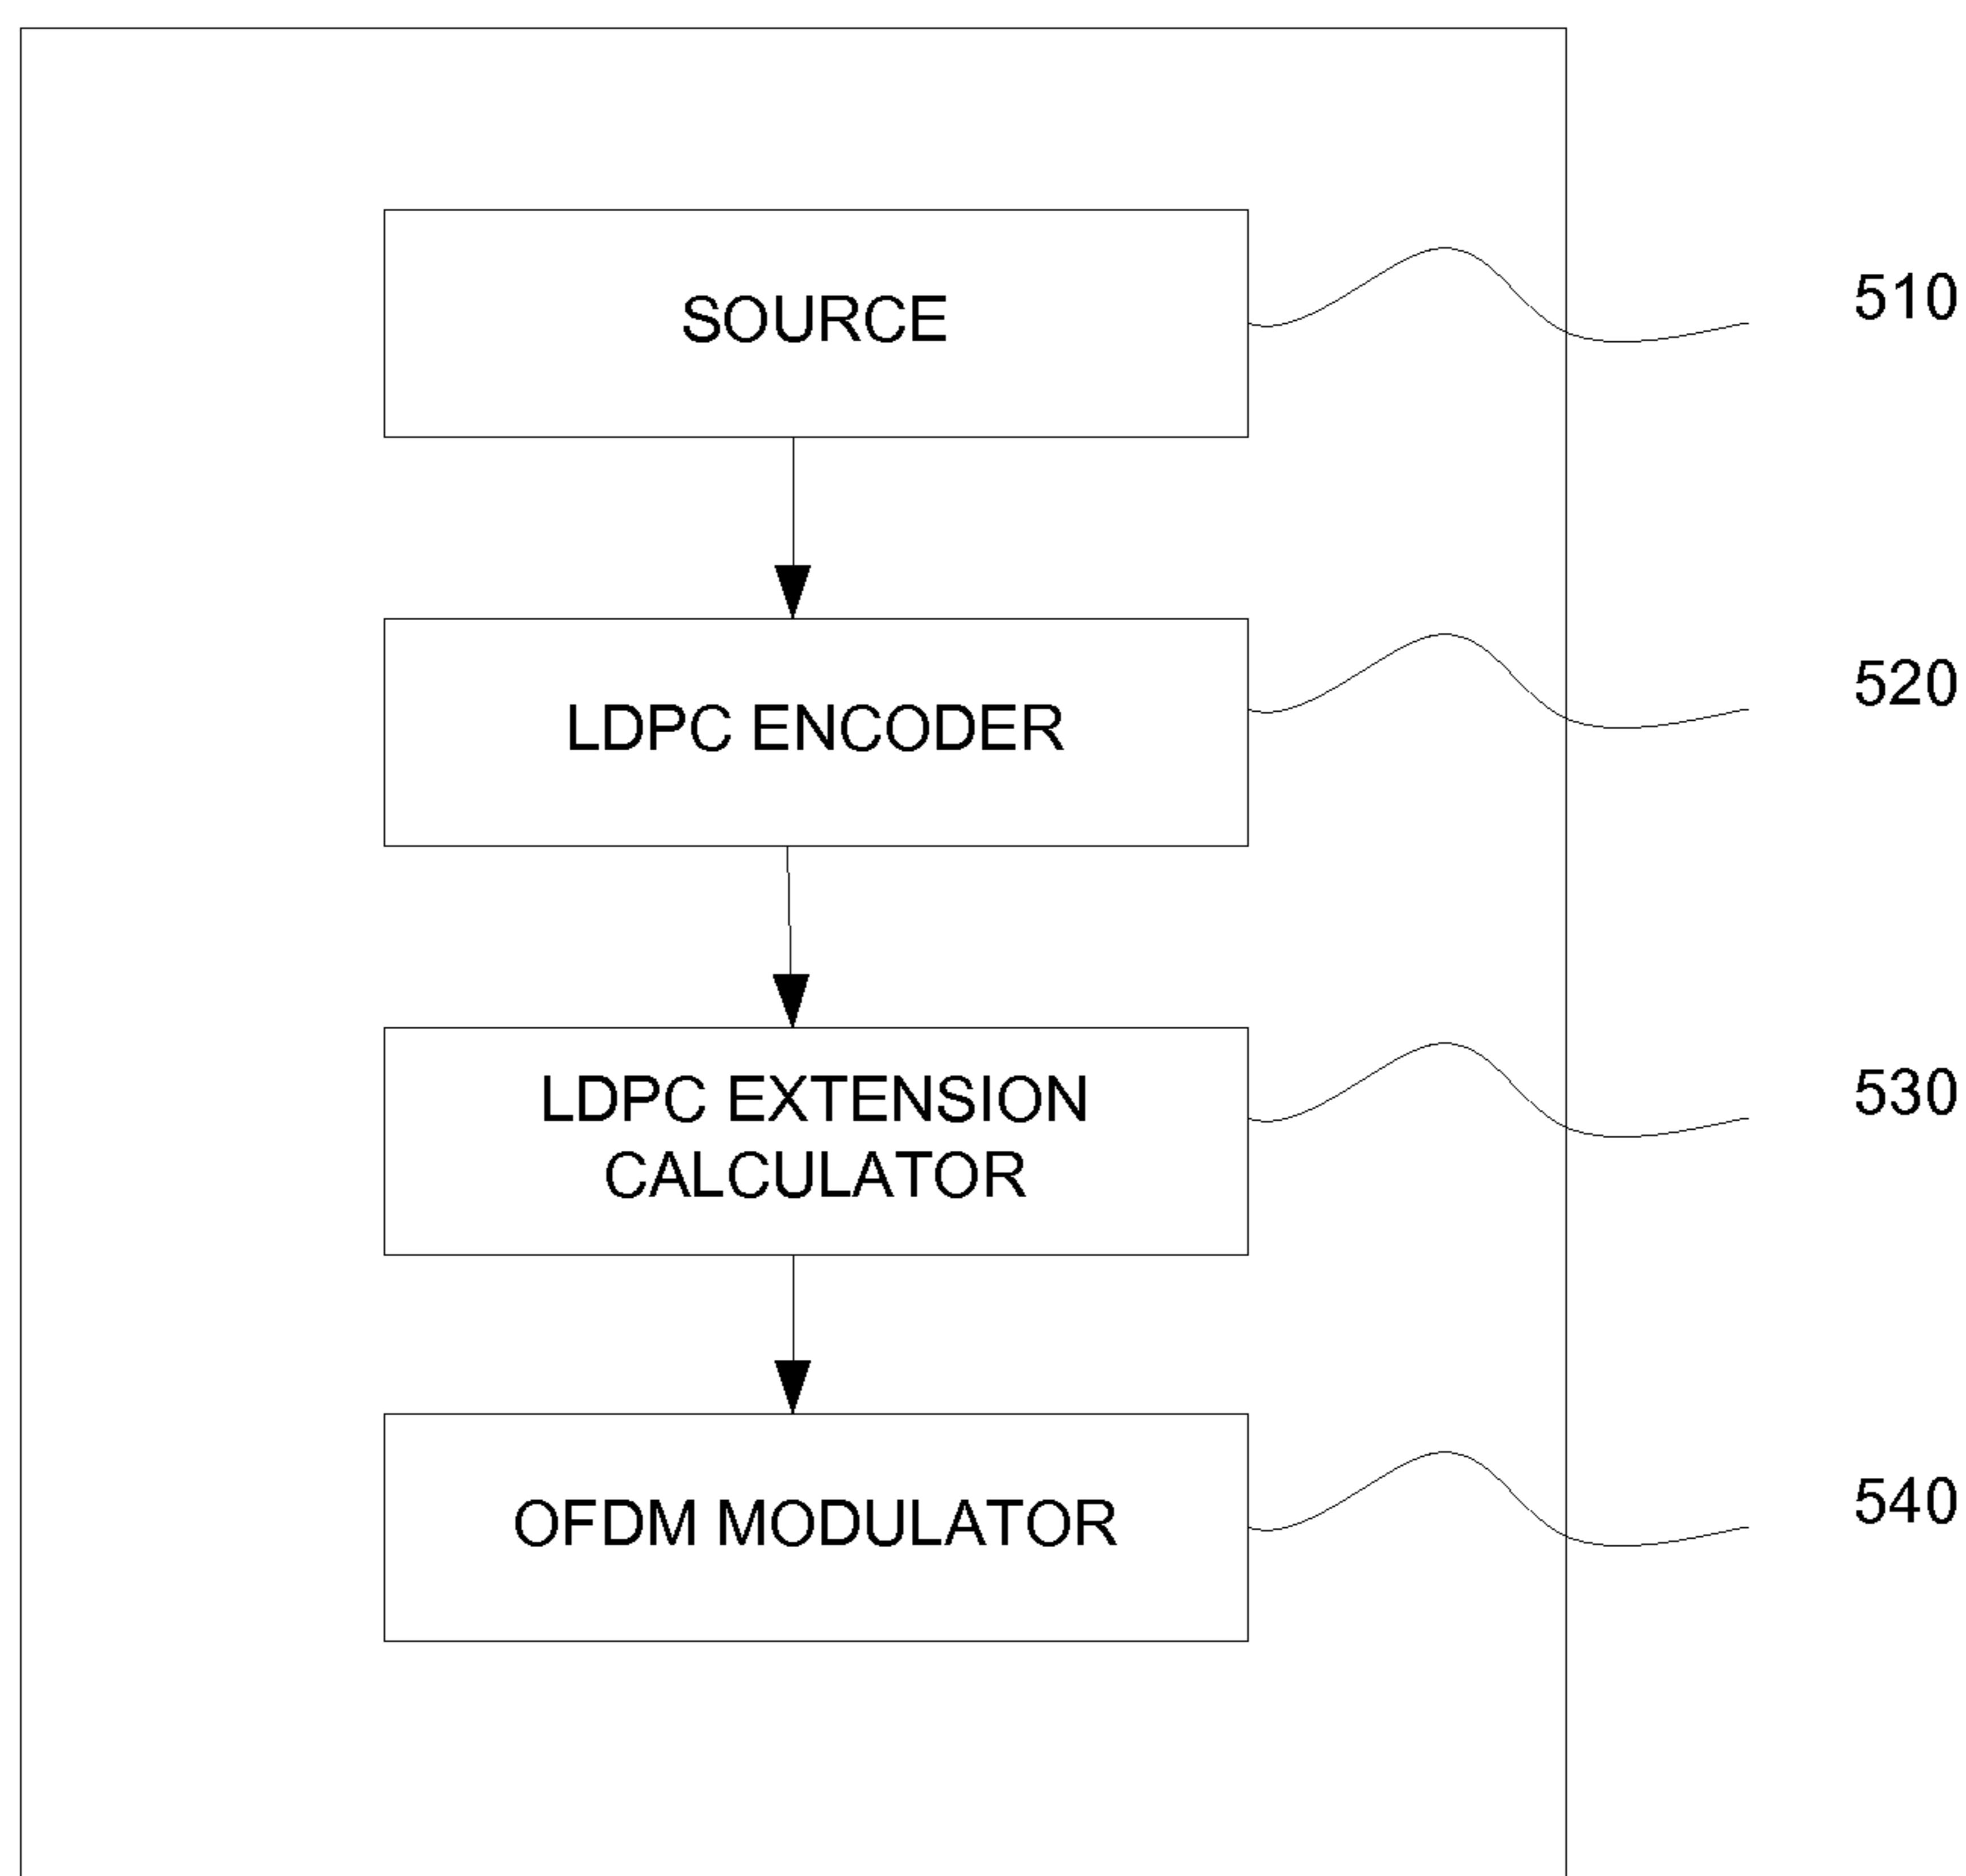 SOURCE
510
LDPC ENCODER
520
LDPC EXTENSION
CALCULATOR
530
OFDM MODULATOR
540